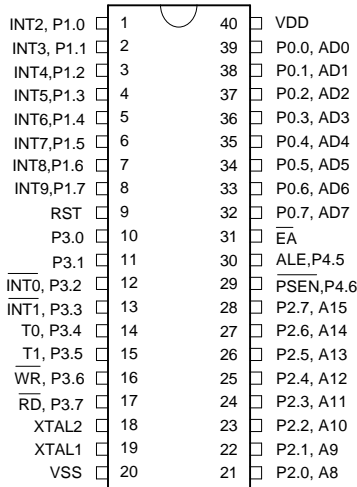 INT2, P1.0 1 40 VDD
INT3, P1.1 2 39 P0.0, AD0
INT4,P1.2 3 38 P0.1, AD1
INT5,P1.3 4 37 P0.2, AD2
INT6,P1.4 5 36 P0.3, AD3
INT7,P1.5 6 35 P0.4, AD4
INT8,P1.6 7 34 P0.5, AD5
INT9,P1.7 8 33 P0.6, AD6
RST 9 32 P0.7, AD7
P3.0 10 31 EA
P3.1 11 30 ALE,P4.5
INT0, P3.2 12 29 PSEN,P4.6
INT1, P3.3 13 28 P2.7, A15
T0, P3.4 14 27 P2.6, A14
T1, P3.5 15 26 P2.5, A13
WR, P3.6 16 25 P2.4, A12
RD, P3.7 17 24 P2.3, A11
XTAL2 18 23 P2.2, A10
XTAL1 19 22 P2.1, A9
VSS 20 21 P2.0, A8